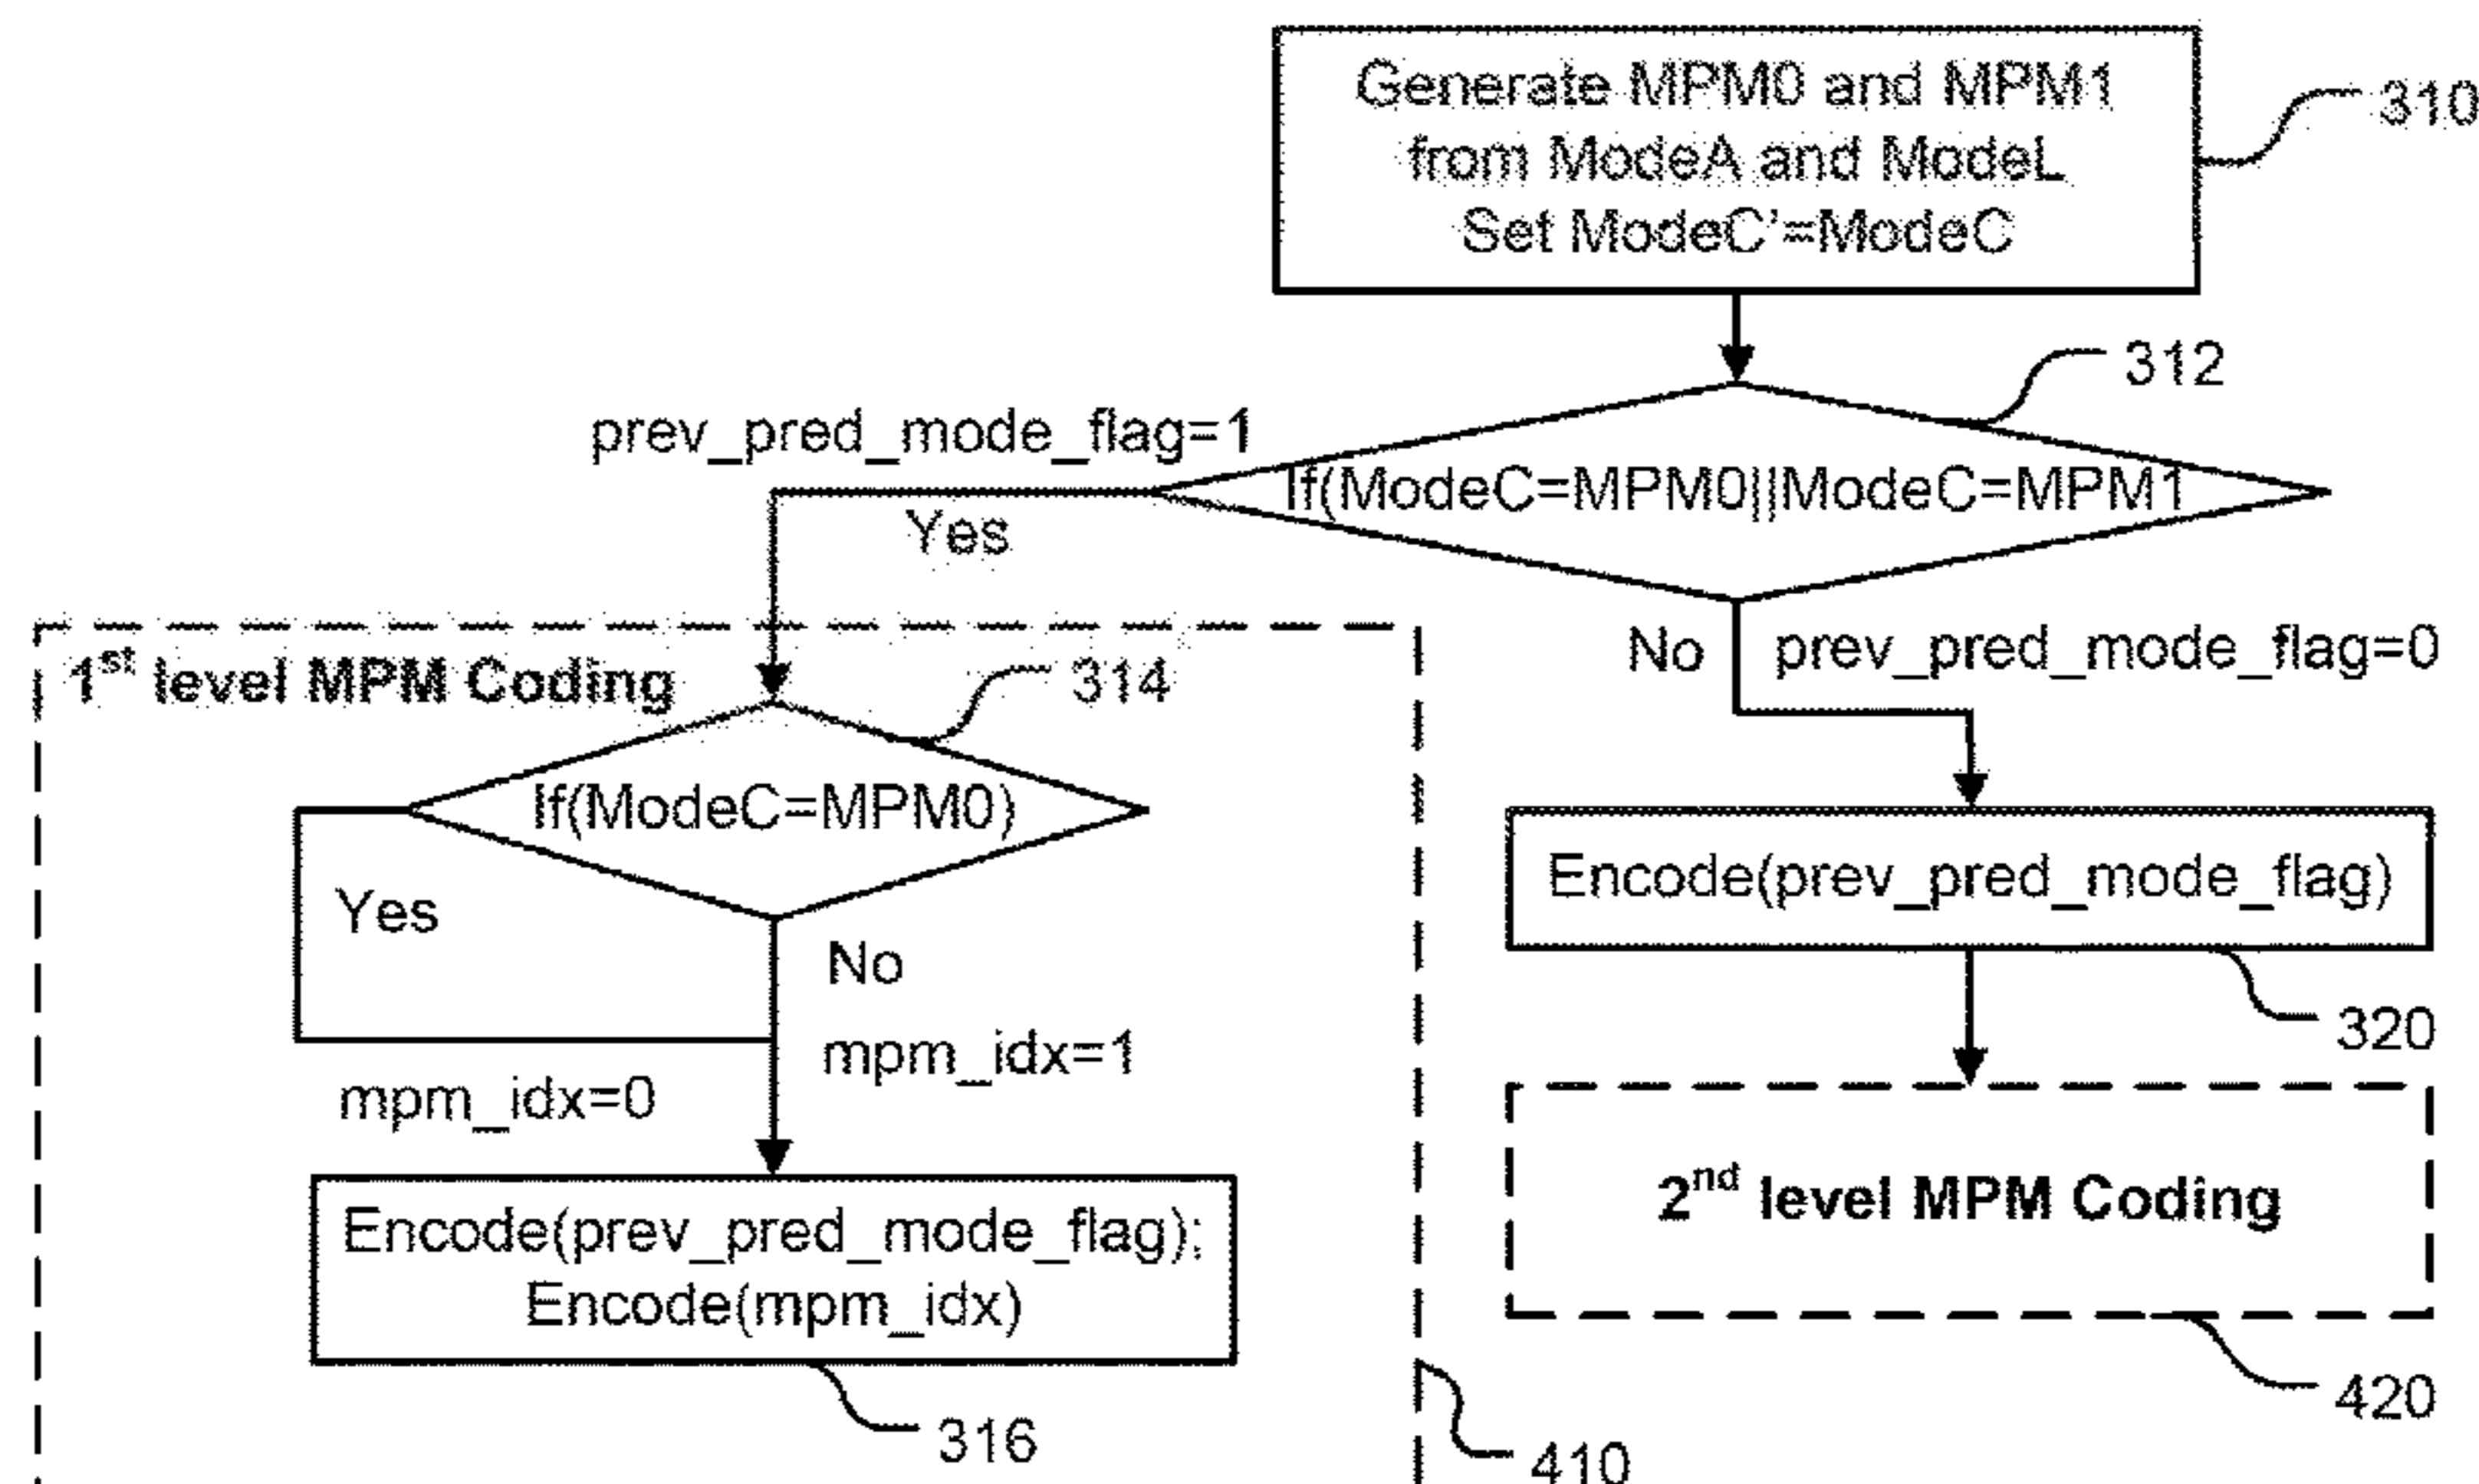 Generate MPM0 and MPM1
from ModeA and ModeL
Set ModeC'=ModeC
310
312
If(ModeC=MPM0||ModeC=MPM1
prev_pred_mode_flag=1
Yes
No
prev_pred_mode_flag=0
1st level MPM Coding
314
If(ModeC=MPM0)
Yes
No
mpm_idx=1
mpm_idx=0
Encode(prev_pred_mode_flag);
Encode(mpm_idx)
316
410
Encode(prev_pred_mode_flag)
320
2nd level MPM Coding
420